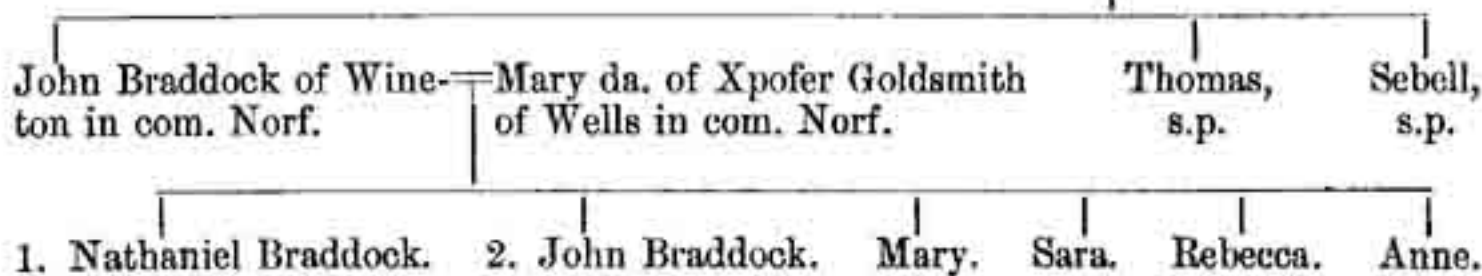 John Braddock of Wine-
ton in com. Norf.
Mary da. of Xpofer Goldsmith
of Wells in com. Norf.
Thomas,
s.p.
Sebell,
s.p.
1. Nathaniel Braddock. 2. John Braddock. Mary. Sara. Rebecca. Anne.